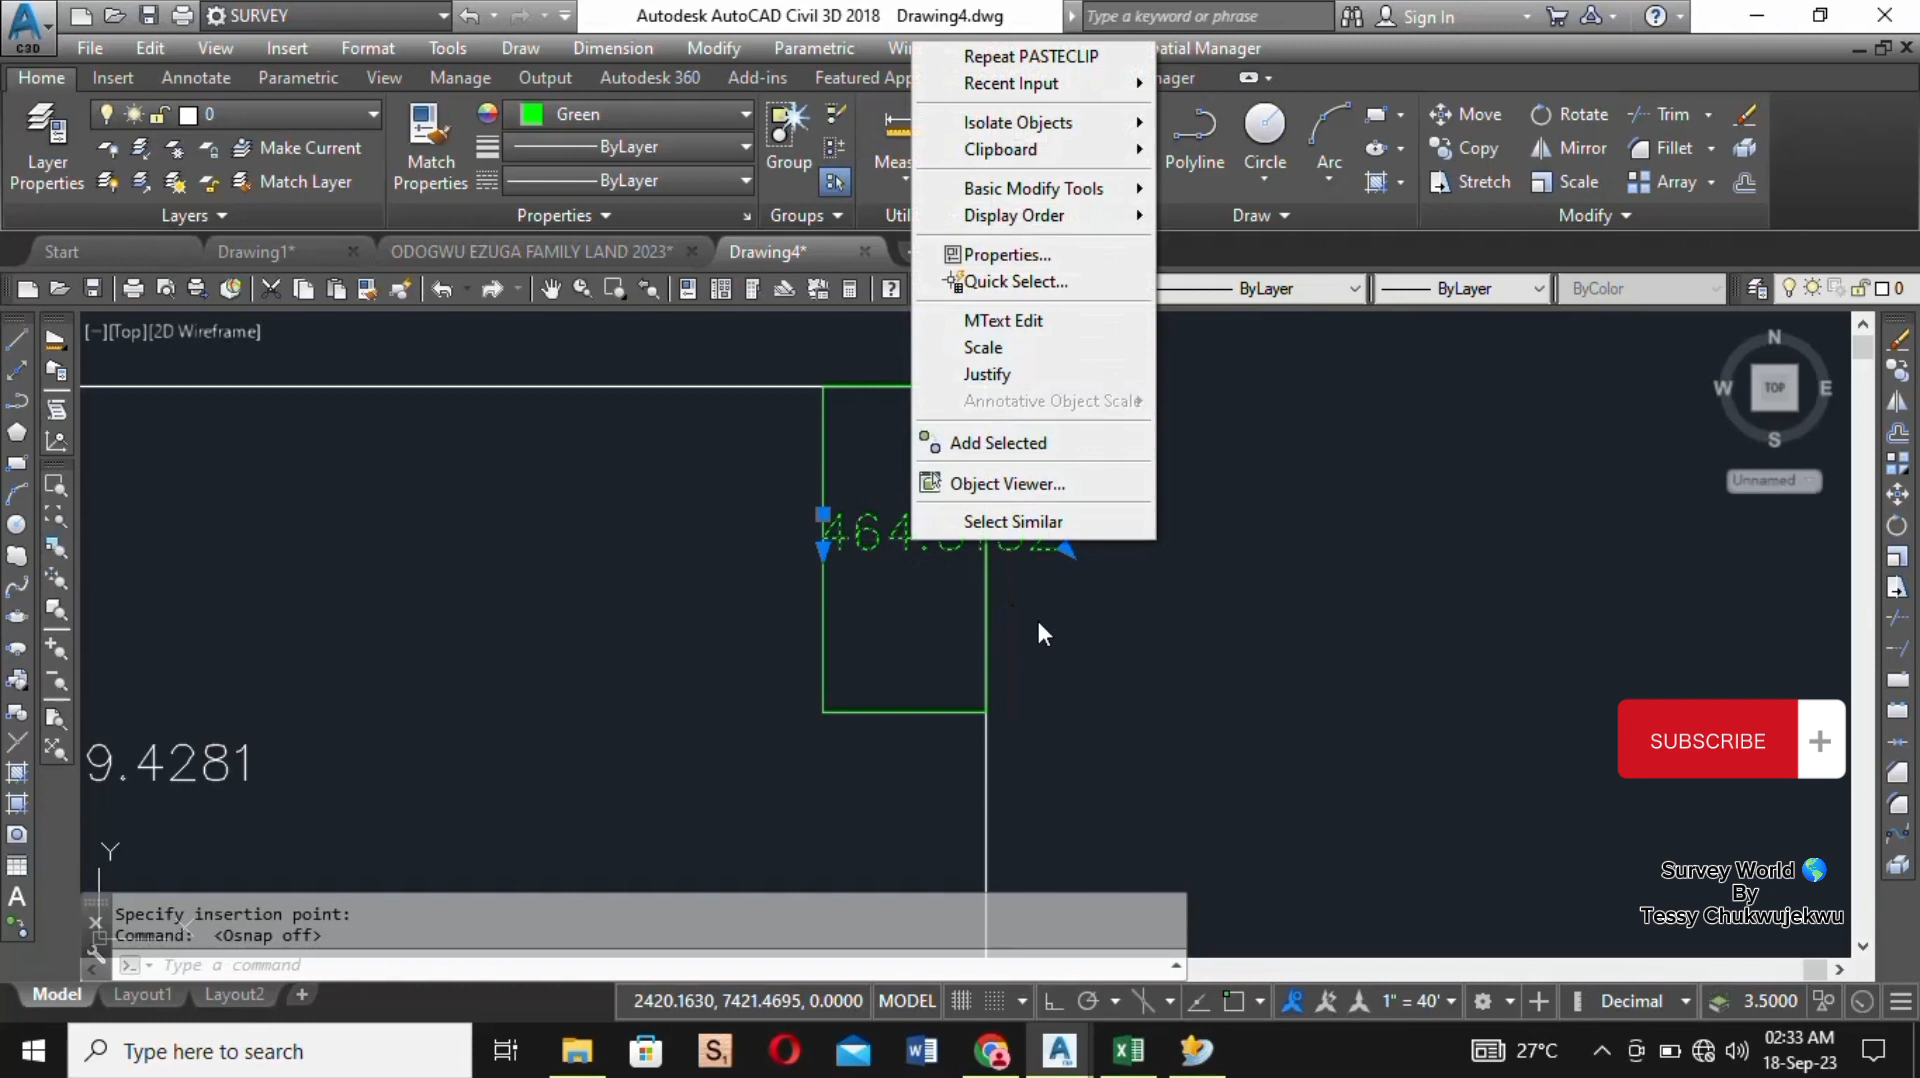 SURVEY
Autodesk AutoCAD Civil 3D 2018 Drawing4.dwg
Type a keyword or phrase
Sign In
C3D
File Edit View Insert Format Tools Draw Dimension Modify Parametric
Home Insert Annotate Parametric View Manage Output Autodesk 360 Add-ins
Layer
Properties
0
Make Current
Match Layer
Layers
Match
Properties
Green
ByLayer
ByLayer
Properties
Group
Groups
Polyline
Circle
Arc
Draw
Move
Rotate
Trim
Copy
Mirror
Fillet
Stretch
Scale
Array
Modify
Repeat PASTECLIP
Recent Input
Isolate Objects
Clipboard
Basic Modify Tools
Display Order
Properties...
Quick Select...
MText Edit
Scale
Justify
Annotative Object Scale
Add Selected
Object Viewer...
Select Similar
Start
Drawing1*
ODOGWU EZUGA FAMILY LAND 2023*
Drawing4*
ByLayer
ByLayer
ByColor
0
[−][Top][2D Wireframe]
N
W TOP E
S
Unnamed
9.4281
Y
SUBSCRIBE +
Survey World
By
Tessy Chukwujekwu
Specify insertion point:
Command: <Osnap off>
Type a command
Model Layout1 Layout2 +
2420.1630, 7421.4695, 0.0000 MODEL
1" = 40'
Decimal
3.5000
Type here to search
27°C
02:33 AM
18-Sep-23